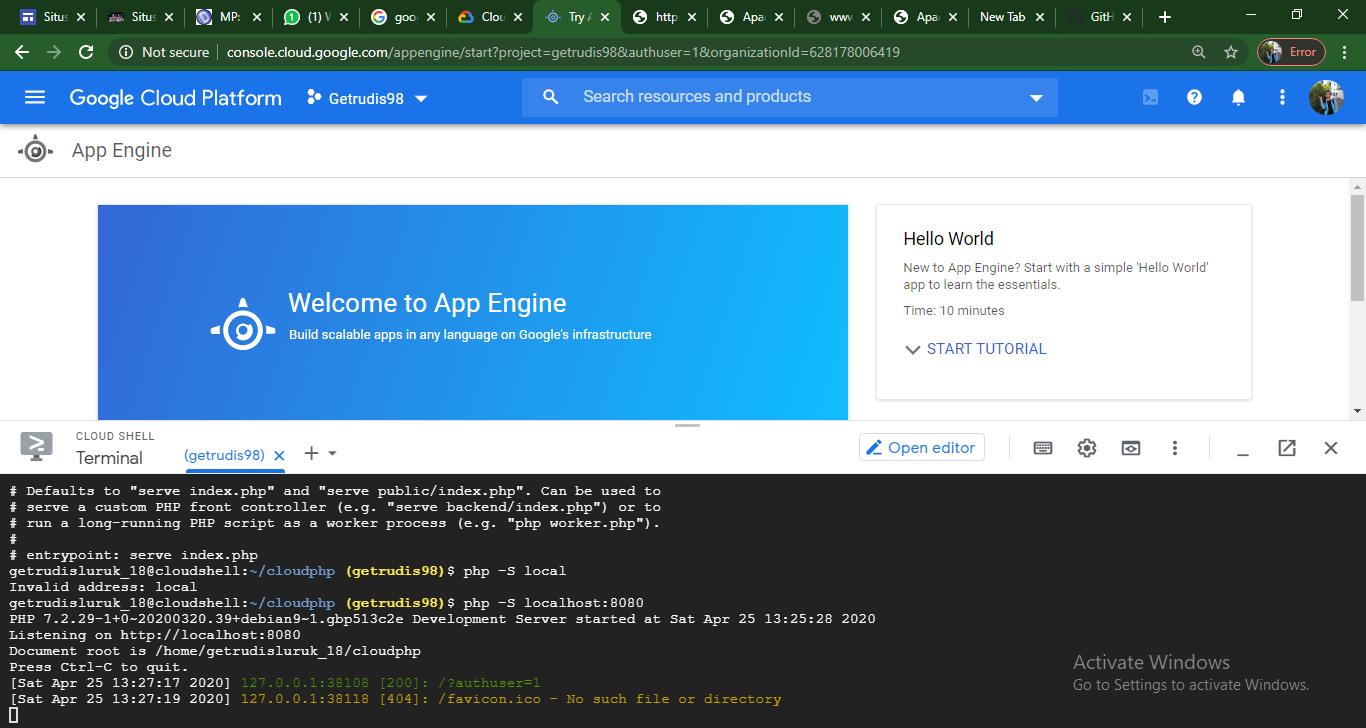 Situs
Situs
MP:
(1) V
goo
Clou
Try A
http
Apa
www
Apa
New Tab
GitH
Not secure
console.cloud.google.com/appengine/start?project=getrudis98&authuser=1&organizationId=628178006419
Error
Google Cloud Platform
Getrudis98
Search resources and products
App Engine
Welcome to App Engine
Build scalable apps in any language on Google's infrastructure
Hello World
New to App Engine? Start with a simple 'Hello World'
app to learn the essentials.
Time: 10 minutes
START TUTORIAL
CLOUD SHELL
Terminal
(getrudis98)
Open editor
# Defaults to "serve index.php" and "serve public/index.php". Can be used to
# serve a custom PHP front controller (e.g. "serve backend/index.php") or to
# run a long-running PHP script as a worker process (e.g. "php worker.php").
#
# entrypoint: serve index.php
getrudisluruk_18@cloudshell:~/cloudphp (getrudis98)$ php -S local
Invalid address: local
getrudisluruk_18@cloudshell:~/cloudphp (getrudis98)$ php -S localhost:8080
PHP 7.2.29-1+0~20200320.39+debian9~1.gbp513c2e Development Server started at Sat Apr 25 13:25:28 2020
Listening on http://localhost:8080
Document root is /home/getrudisluruk_18/cloudphp
Press Ctrl-C to quit.
[Sat Apr 25 13:27:17 2020] 127.0.0.1:38108 [200]: /?authuser=1
[Sat Apr 25 13:27:19 2020] 127.0.0.1:38118 [404]: /favicon.ico - No such file or directory
Activate Windows
Go to Settings to activate Windows.